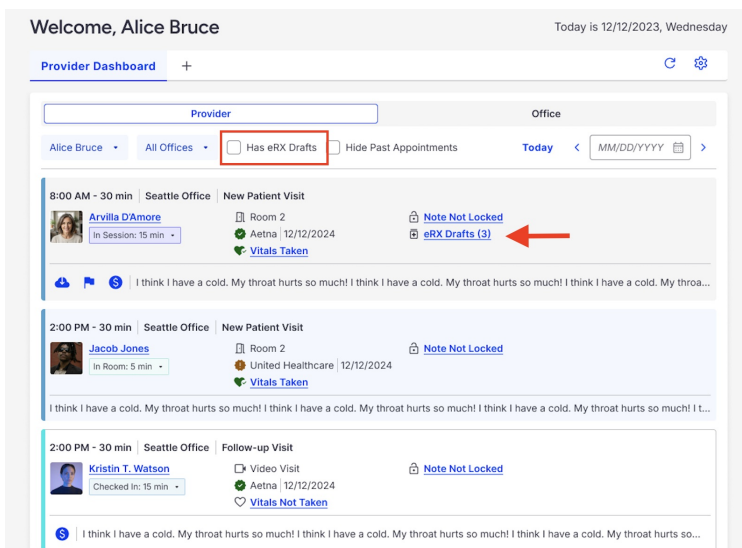 Welcome, Alice Bruce
Today is 12/12/2023, Wednesday
Provider Dashboard +
Provider Office
Alice Bruce All Offices Has eRX Drafts Hide Past Appointments Today MM/DD/YYYY
8:00 AM - 30 min Seattle Office New Patient Visit
Arvilla D'Amore Room 2 Note Not Locked
In Session: 15 min Aetna 12/12/2024 eRX Drafts (3)
Vitals Taken
I think I have a cold. My throat hurts so much! I think I have a cold. My throat hurts so much! I think I have a cold. My throa...
2:00 PM - 30 min Seattle Office New Patient Visit
Jacob Jones Room 2 Note Not Locked
In Room: 5 min United Healthcare 12/12/2024
Vitals Taken
I think I have a cold. My throat hurts so much! I think I have a cold. My throat hurts so much! I think I have a cold. My throat hurts so much! I t...
2:00 PM - 30 min Seattle Office Follow-up Visit
Kristin T. Watson Video Visit Note Not Locked
Checked In: 15 min Aetna 12/12/2024
Vitals Not Taken
I think I have a cold. My throat hurts so much! I think I have a cold. My throat hurts so much! I think I have a cold. My throat hurts so...